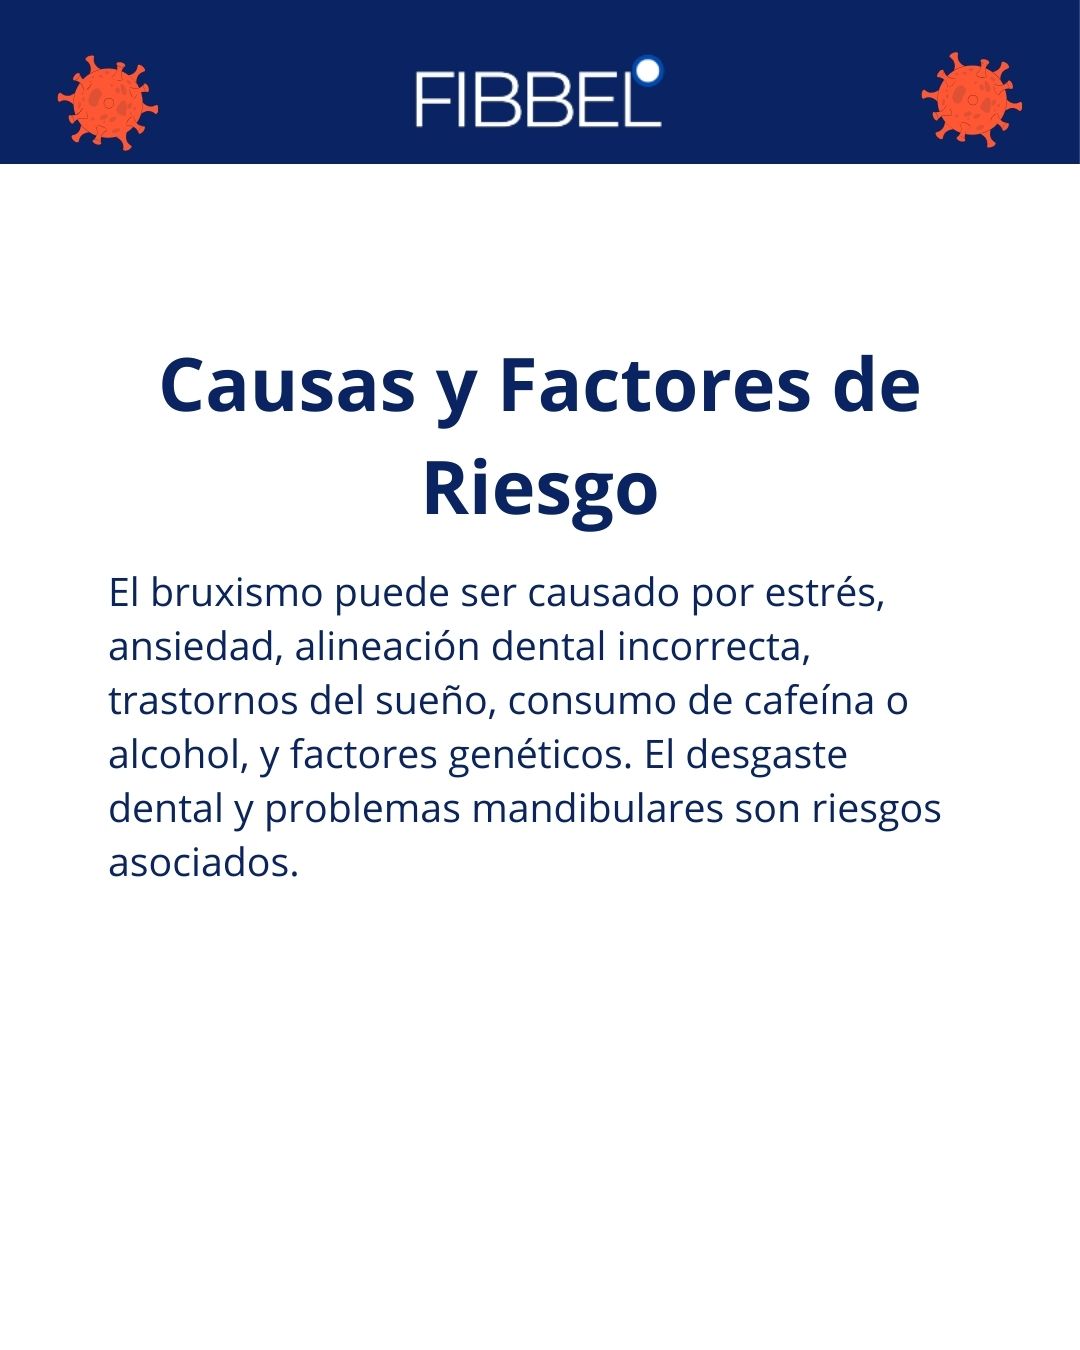 FIBBEL
Causas y Factores de
Riesgo
El bruxismo puede ser causado por estrés,
ansiedad, alineación dental incorrecta,
trastornos del sueño, consumo de cafeína o
alcohol, y factores genéticos. El desgaste
dental y problemas mandibulares son riesgos
asociados.